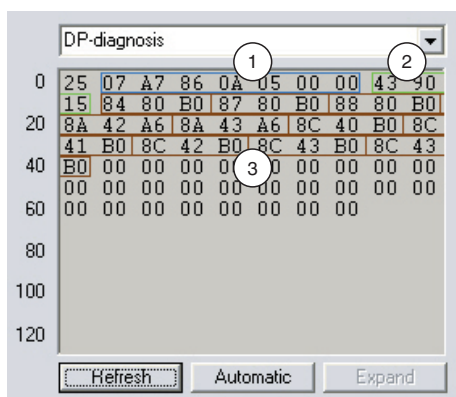 DP-diagnosis
1 2
0 25 07 A7 86 0A 05 00 00 43 90
15 84 80 B0 87 80 B0 88 80 B0
20 8A 42 A6 8A 43 A6 8C 40 B0 8C
41 B0 8C 42 B0 8C 43 B0 8C 43
40 B0 00 00 00 00 3 00 00 00 00
00 00 00 00 00 00 00 00 00 00
60 00 00 00 00 00 00 00 00
80
100
120
Refresh Automatic Expand